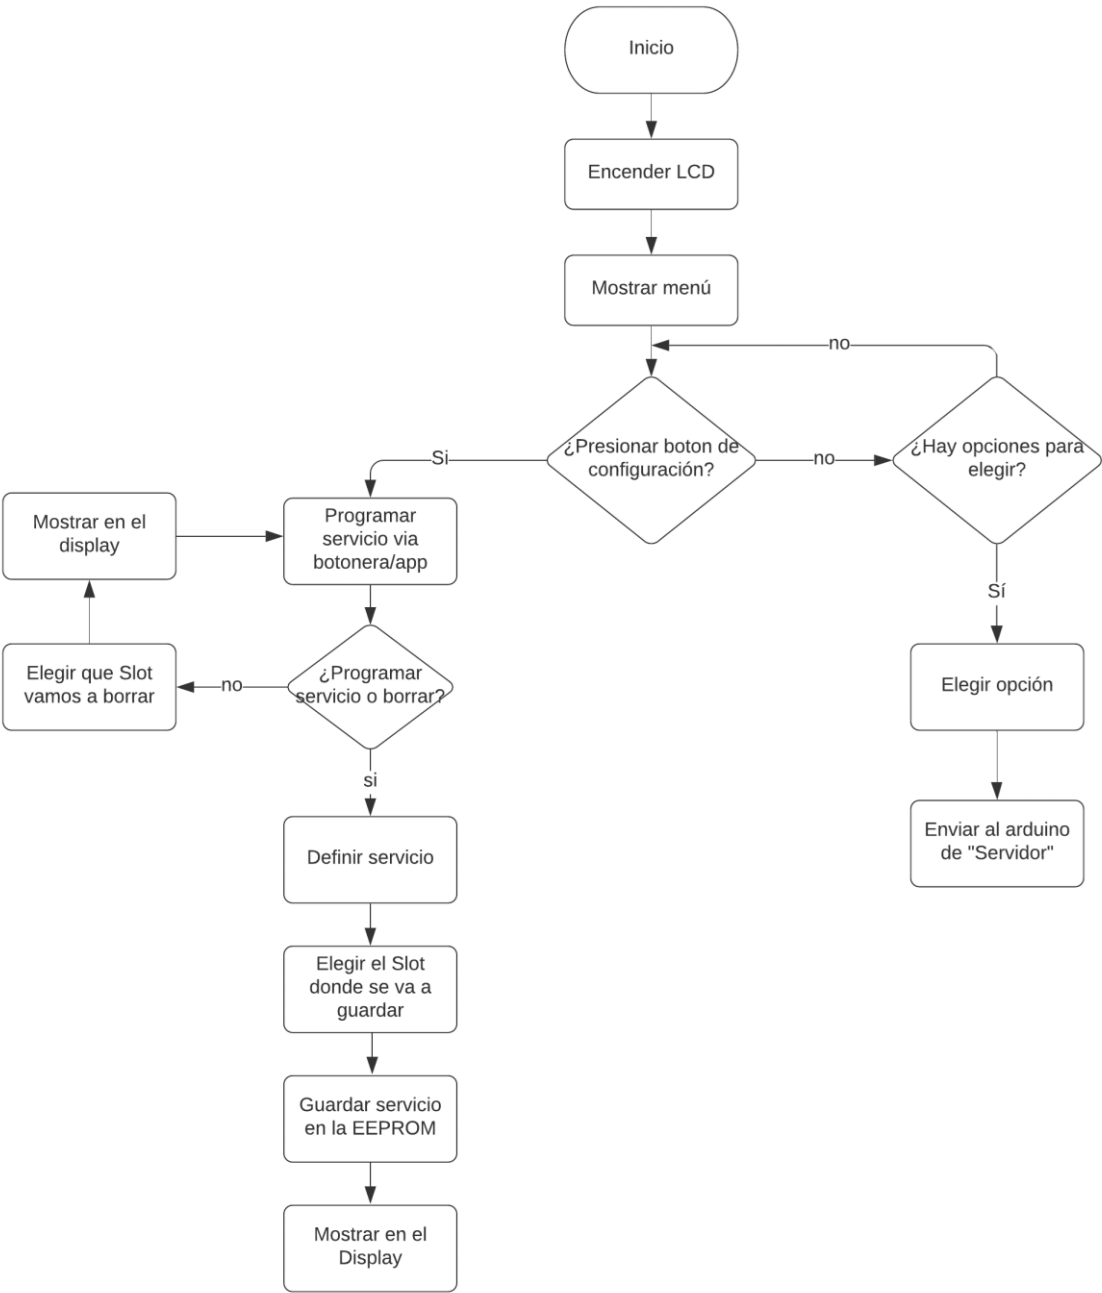 Inicio
Encender LCD
Mostrar menú
no
¿Presionar boton de
configuración?
Si
no
¿Hay opciones para
elegir?
Mostrar en el
display
Programar
servicio via
botonera/app
Sí
Elegir que Slot
vamos a borrar
no
¿Programar
servicio o borrar?
Elegir opción
si
Definir servicio
Enviar al arduino
de "Servidor"
Elegir el Slot
donde se va a
guardar
Guardar servicio
en la EEPROM
Mostrar en el
Display